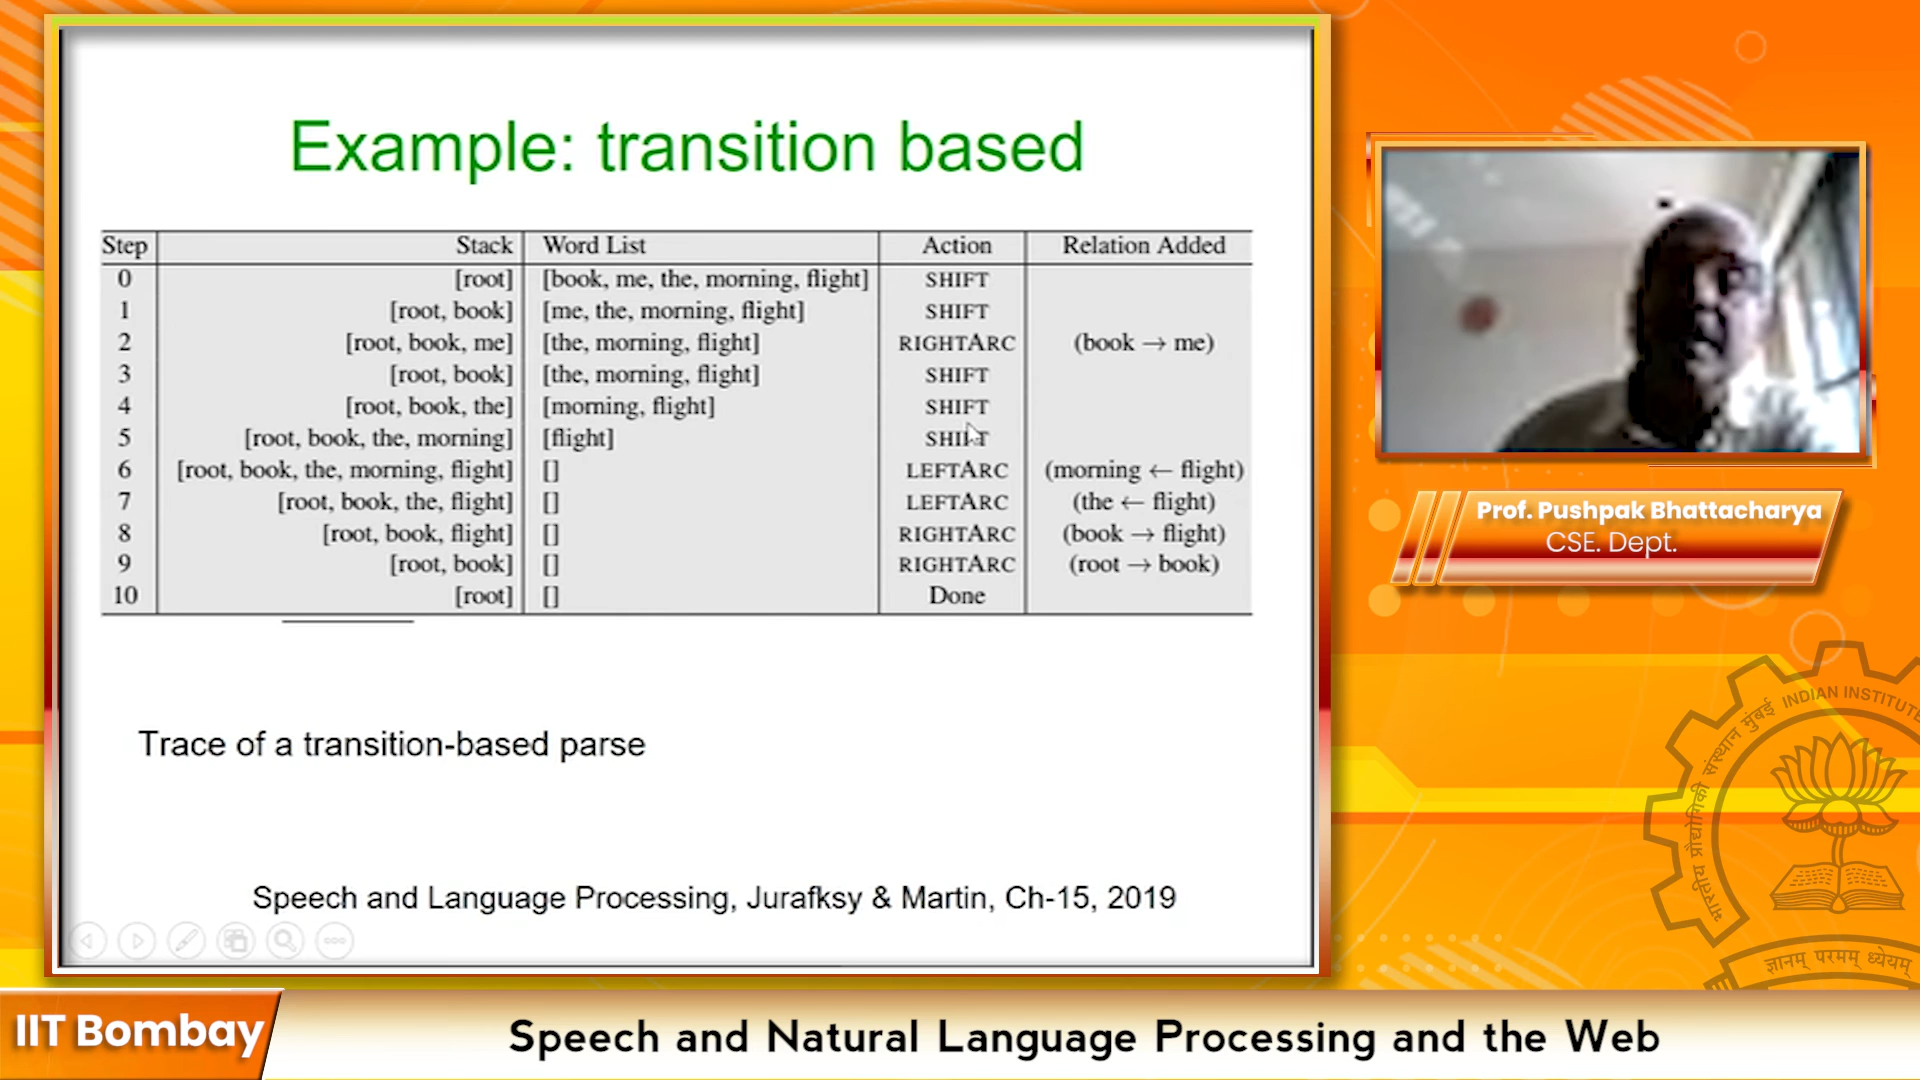 Example: transition based
Step Stack Word List Action Relation Added
0 [root] [book, me, the, morning, flight] SHIFT
1 [root, book] [me, the, morning, flight] SHIFT
2 [root, book, me] [the, morning, flight] RIGHTARC (book → me)
3 [root, book] [the, morning, flight] SHIFT
4 [root, book, the] [morning, flight] SHIFT
5 [root, book, the, morning] [flight] SHIFT
6 [root, book, the, morning, flight] [] LEFTARC (morning ← flight)
7 [root, book, the, flight] [] LEFTARC (the ← flight)
8 [root, book, flight] [] RIGHTARC (book → flight)
9 [root, book] [] RIGHTARC (root → book)
10 [root] [] Done
Trace of a transition-based parse
Speech and Language Processing, Jurafksy & Martin, Ch-15, 2019
Prof. Pushpak Bhattacharya
CSE. Dept.
भारतीय प्रौद्योगिकी संस्थान मुंबई INDIAN INSTITUTE
ज्ञानम् परमम् ध्येयम्
IIT Bombay
Speech and Natural Language Processing and the Web